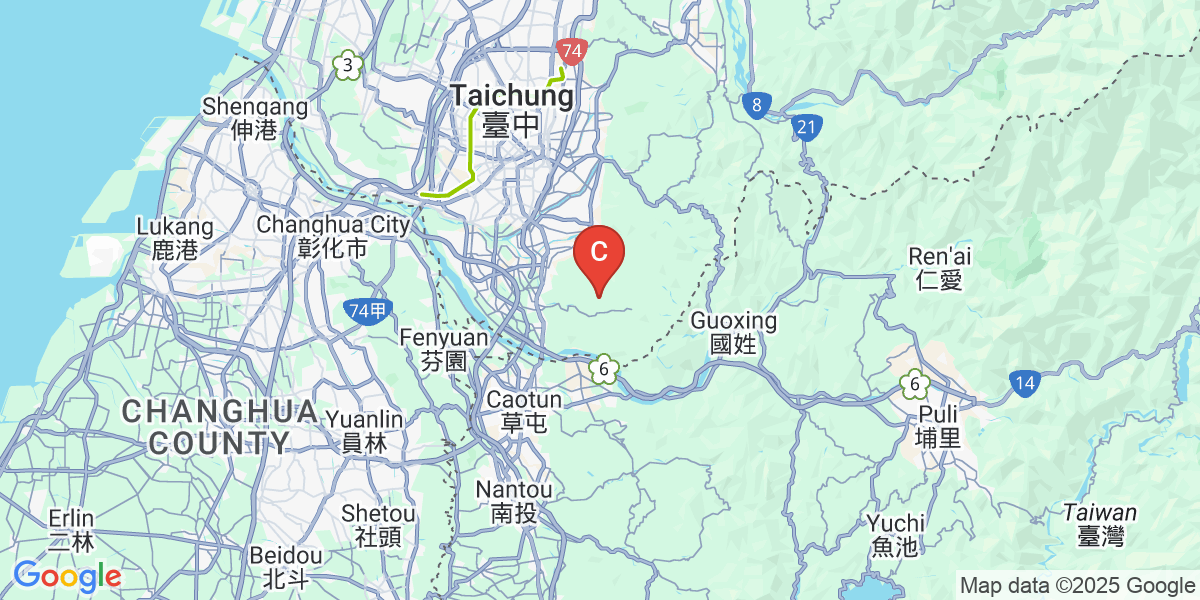 74
3
Taichung
臺中
8
Shengang
伸港
21
Lukang
鹿港
Changhua City
彰化市
C
Ren'ai
仁愛
74甲
Fenyuan
芬園
Guoxing
國姓
6
6
14
CHANGHUA
COUNTY
Yuanlin
員林
Caotun
草屯
Puli
埔里
Nantou
南投
Erlin
二林
Shetou
社頭
Yuchi
魚池
Taiwan
臺灣
Beidou
北斗
Google
Map data ©2025 Google